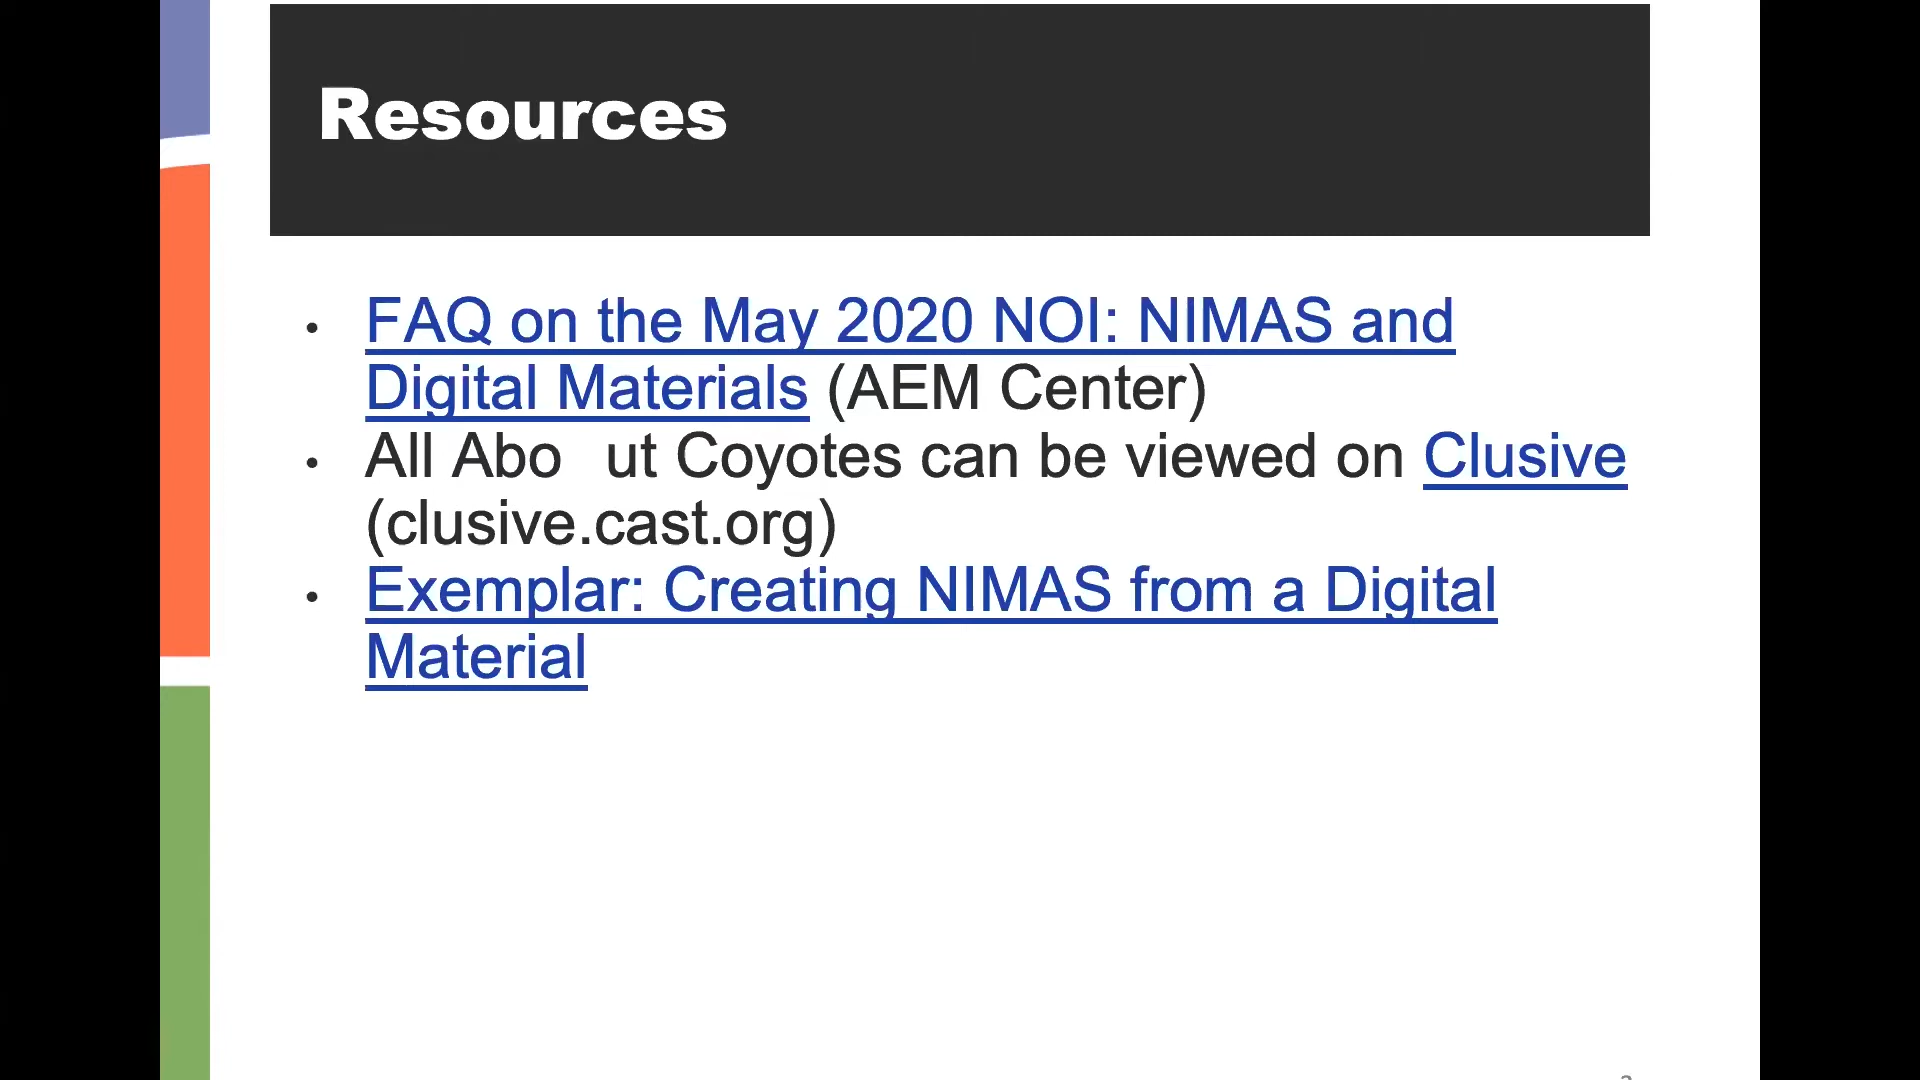 Resources
• FAQ on the May 2020 NOI: NIMAS and
Digital Materials (AEM Center)
• All Abo  ut Coyotes can be viewed on Clusive
(clusive.cast.org)
• Exemplar: Creating NIMAS from a Digital
Material